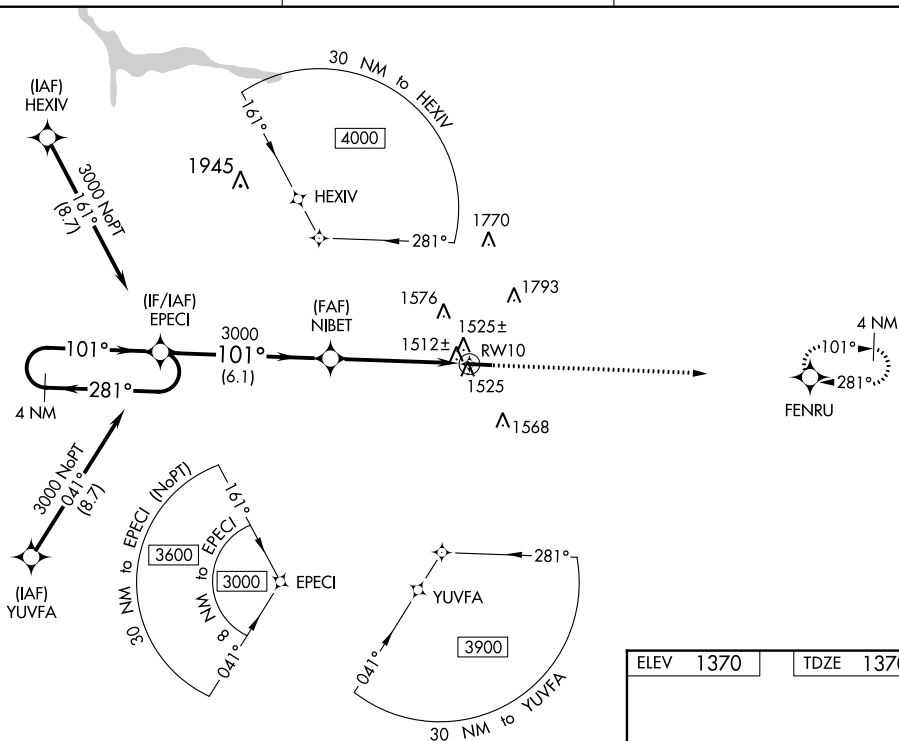 (IAF)
HEXIV
3000 NoPT
161°
(8.7)
30 NM to HEXIV
161°
4000
HEXIV
281°
1945
1770
1793
1576
1525±
1512±
RW10
1525
1568
(IF/IAF)
EPECI
3000
101°
(6.1)
(FAF)
NIBET
101°
281°
4 NM
4 NM
101°
281°
FENRU
3000 NoPT
041°
(8.7)
(IAF)
YUVFA
30 NM to EPECI (NoPT)
161°
3600
8 NM to EPECI
3000
EPECI
041°
281°
YUVFA
3900
041°
30 NM to YUVFA
ELEV 1370
TDZE 1370